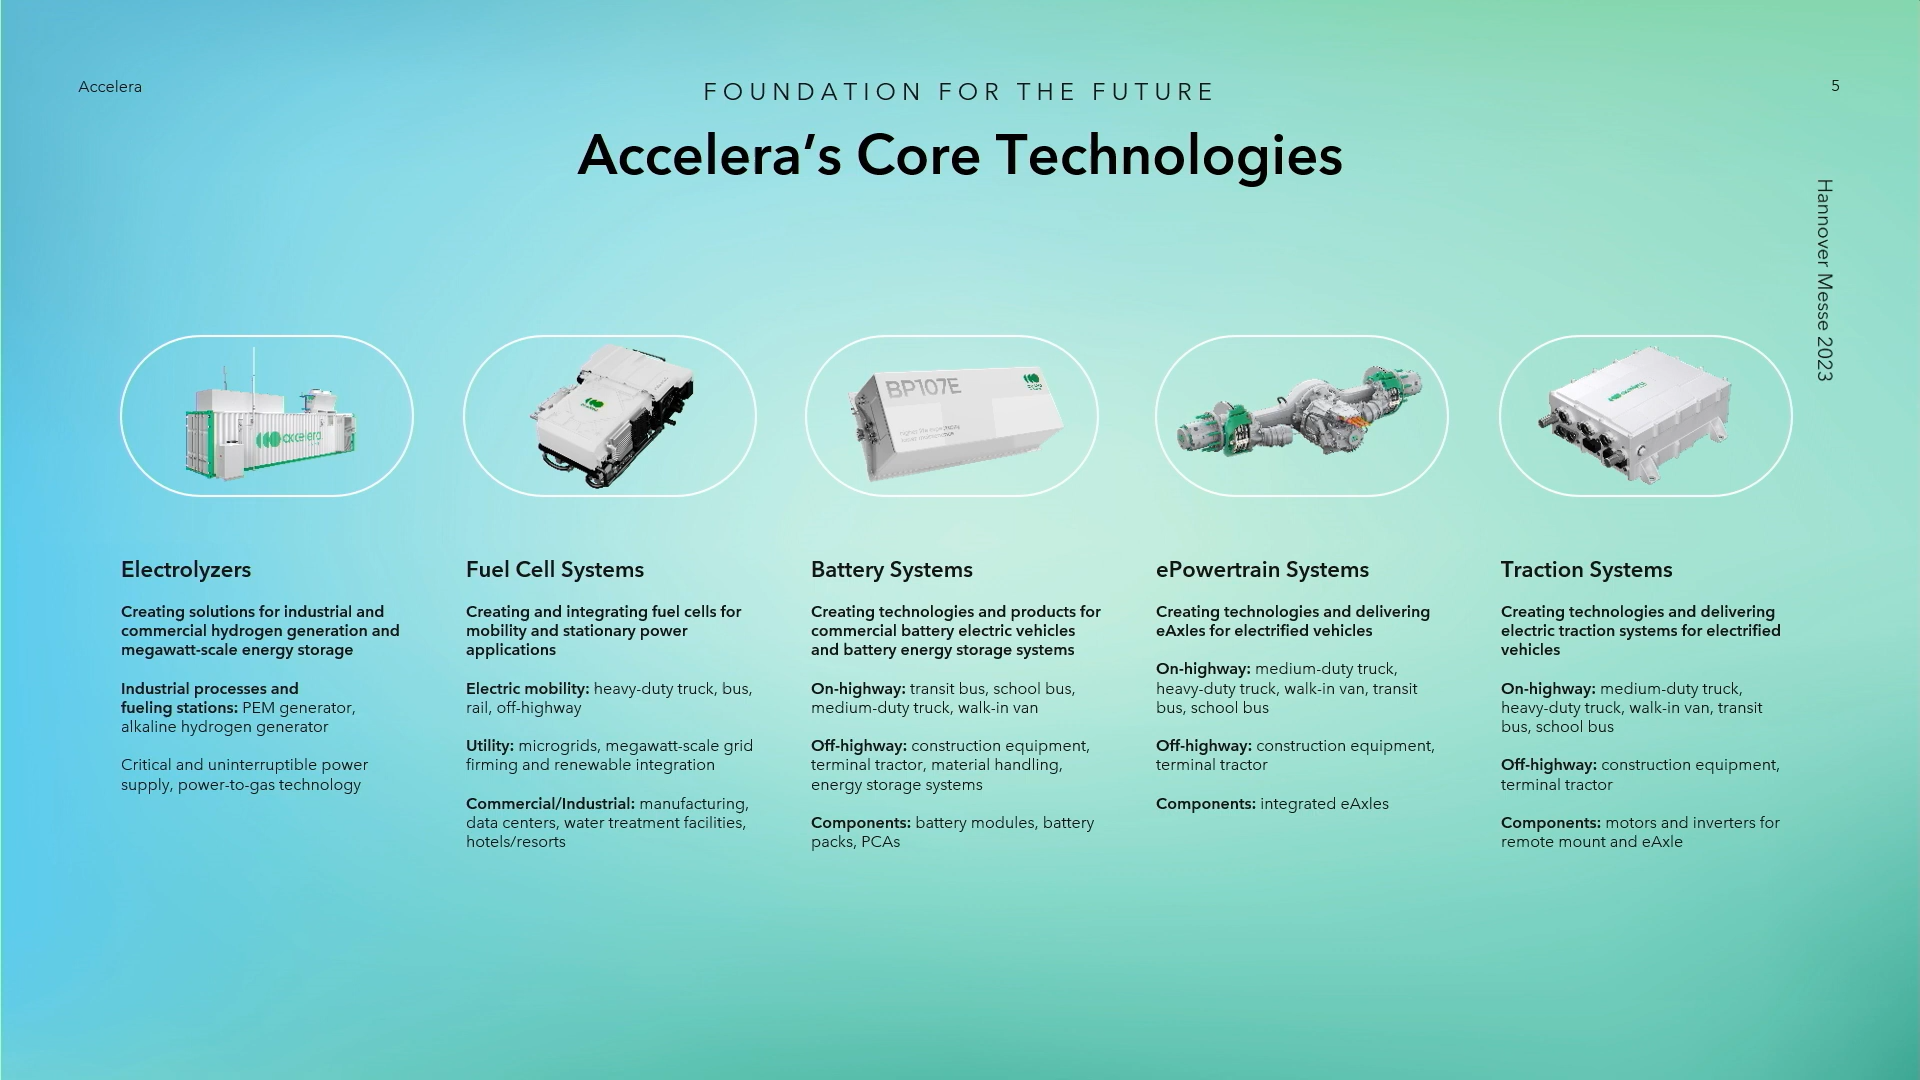 Accelera
FOUNDATION FOR THE FUTURE
5
Accelera’s Core Technologies
Hannover Messe 2023
accelera
BP107E
Electrolyzers
Creating solutions for industrial and
commercial hydrogen generation and
megawatt-scale energy storage
Industrial processes and
fueling stations: PEM generator,
alkaline hydrogen generator
Critical and uninterruptible power
supply, power-to-gas technology
Fuel Cell Systems
Creating and integrating fuel cells for
mobility and stationary power
applications
Electric mobility: heavy-duty truck, bus,
rail, off-highway
Utility: microgrids, megawatt-scale grid
firming and renewable integration
Commercial/Industrial: manufacturing,
data centers, water treatment facilities,
hotels/resorts
Battery Systems
Creating technologies and products for
commercial battery electric vehicles
and battery energy storage systems
On-highway: transit bus, school bus,
medium-duty truck, walk-in van
Off-highway: construction equipment,
terminal tractor, material handling,
energy storage systems
Components: battery modules, battery
packs, PCAs
ePowertrain Systems
Creating technologies and delivering
eAxles for electrified vehicles
On-highway: medium-duty truck,
heavy-duty truck, walk-in van, transit
bus, school bus
Off-highway: construction equipment,
terminal tractor
Components: integrated eAxles
Traction Systems
Creating technologies and delivering
electric traction systems for electrified
vehicles
On-highway: medium-duty truck,
heavy-duty truck, walk-in van, transit
bus, school bus
Off-highway: construction equipment,
terminal tractor
Components: motors and inverters for
remote mount and eAxle